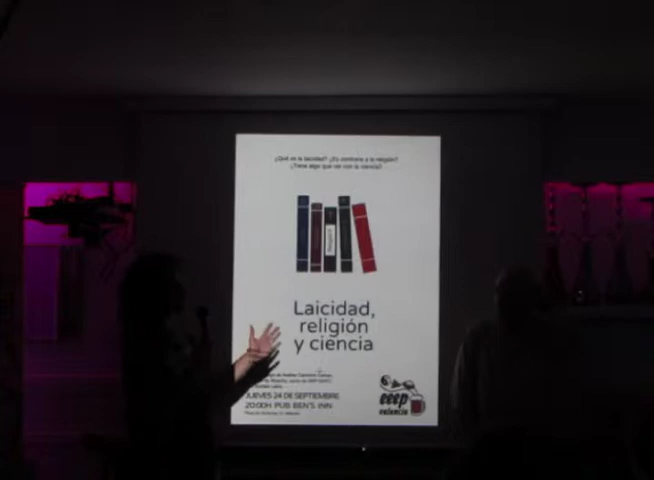 ¿Qué es la laicidad? ¿Es contraria a la religión?
¿Tiene algo que ver con la ciencia?
Laicidad,
religión
y ciencia
JUEVES 24 DE SEPTIEMBRE
20:00H PUB BEN'S INN
eeep
valencia